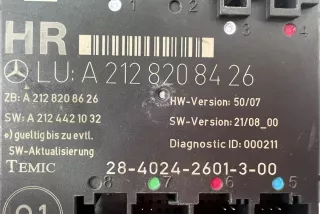 1 2
HR
3 4
LU: A 212 820 84 26
ZB: A 212 820 86 26
HW-Version: 50/07
SW: A 212 442 10 32
SW-Version: 21/08_00
*) gueltig bis zu evtl.
Diagnostic ID: 000211
SW-Aktualisierung
TEMIC
28-4024-2601-3-00
8 7 6 5
01